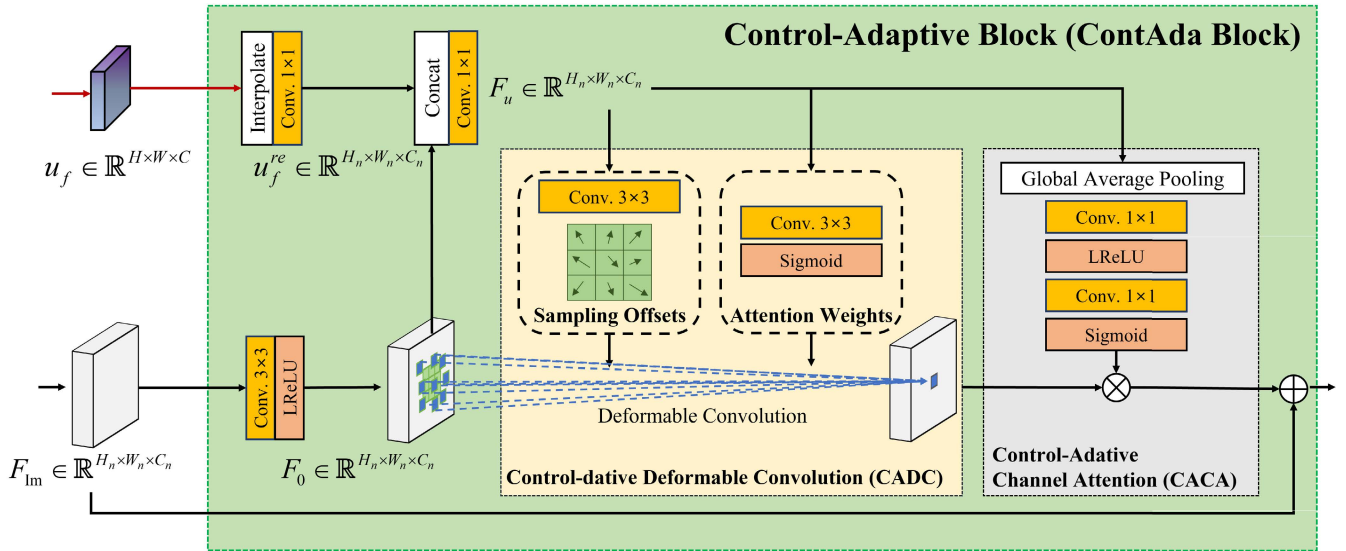 Control-Adaptive Block (ContAda Block)
Interpolate
Conv. 1×1
Concat
Conv. 1×1
F_u ∈ ℝ^{H_n×W_n×C_n}
u_f ∈ ℝ^{H×W×C}
u_f^{re} ∈ ℝ^{H_n×W_n×C_n}
Conv. 3×3
Sampling Offsets
Conv. 3×3
Sigmoid
Attention Weights
Global Average Pooling
Conv. 1×1
LReLU
Conv. 1×1
Sigmoid
Conv. 3×3
LReLU
Deformable Convolution
F_{Im} ∈ ℝ^{H_n×W_n×C_n}
F_0 ∈ ℝ^{H_n×W_n×C_n}
Control-dative Deformable Convolution (CADC)
Control-Adative
Channel Attention (CACA)